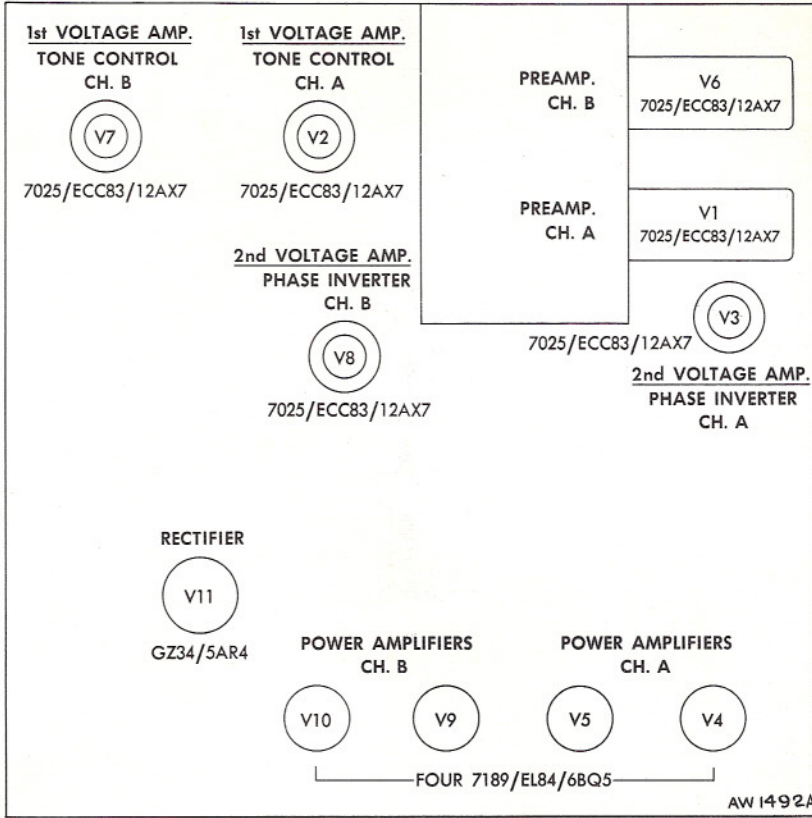 1st VOLTAGE AMP.
TONE CONTROL
CH. B
V7
7025/ECC83/12AX7
1st VOLTAGE AMP.
TONE CONTROL
CH. A
V2
7025/ECC83/12AX7
PREAMP.
CH. B
V6
7025/ECC83/12AX7
PREAMP.
CH. A
V1
7025/ECC83/12AX7
2nd VOLTAGE AMP.
PHASE INVERTER
CH. B
V8
7025/ECC83/12AX7
V3
7025/ECC83/12AX7
2nd VOLTAGE AMP.
PHASE INVERTER
CH. A
RECTIFIER
V11
GZ34/5AR4
POWER AMPLIFIERS
CH. B
POWER AMPLIFIERS
CH. A
V10
V9
V5
V4
FOUR 7189/EL84/6BQ5
AW 1492A